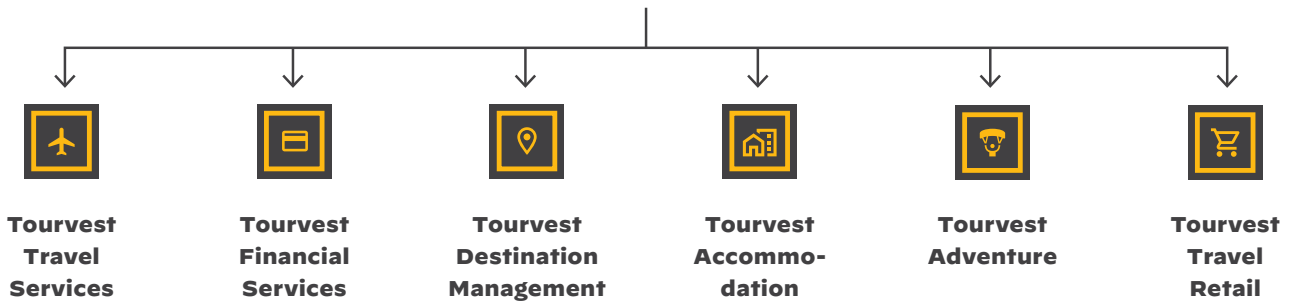 Tourvest
Travel
Services
Tourvest
Financial
Services
Tourvest
Destination
Management
Tourvest
Accommo-
dation
Tourvest
Adventure
Tourvest
Travel
Retail